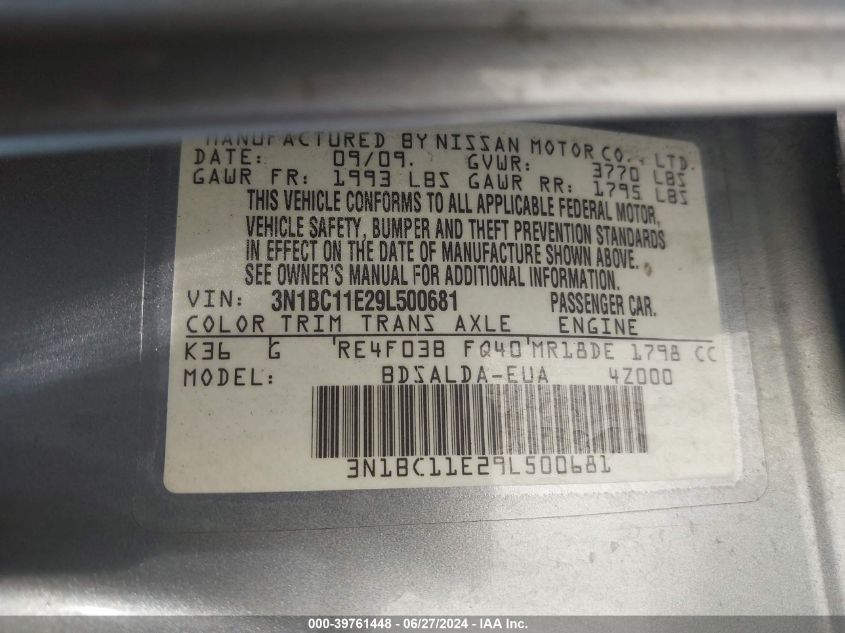 MANUFACTURED BY NISSAN MOTOR CO., LTD.
DATE: 09/09. GVWR: 3770 LBS
GAWR FR: 1993 LBS GAWR RR: 1795 LBS
THIS VEHICLE CONFORMS TO ALL APPLICABLE FEDERAL MOTOR,
VEHICLE SAFETY, BUMPER AND THEFT PREVENTION STANDARDS
IN EFFECT ON THE DATE OF MANUFACTURE SHOWN ABOVE.
SEE OWNER'S MANUAL FOR ADDITIONAL INFORMATION.
VIN: 3N1BC11E29L500681 PASSENGER CAR.
COLOR TRIM TRANS AXLE ENGINE
K36 G RE4F03B FQ40 MR18DE 1798 CC
MODEL: BDSALDA-EUA 4Z000
3N1BC11E29L500681
000-39761448 - 06/27/2024 - IAA Inc.